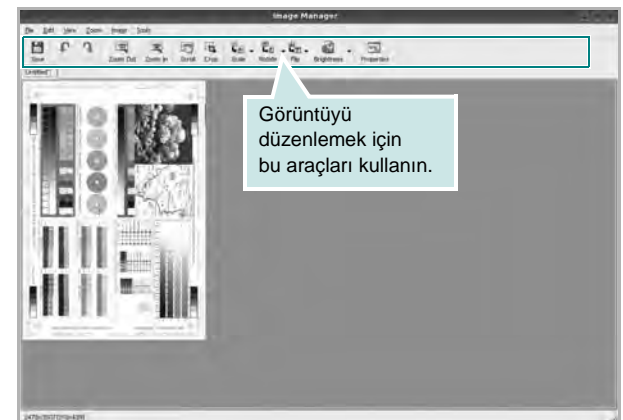 Image Manager
File Edit View Zoom Image Tools
Save Zoom Out Zoom In Scroll Crop Scale Rotate Flip Brightness Properties
Untitled
Görüntüyü
düzenlemek için
bu araçları kullanın.